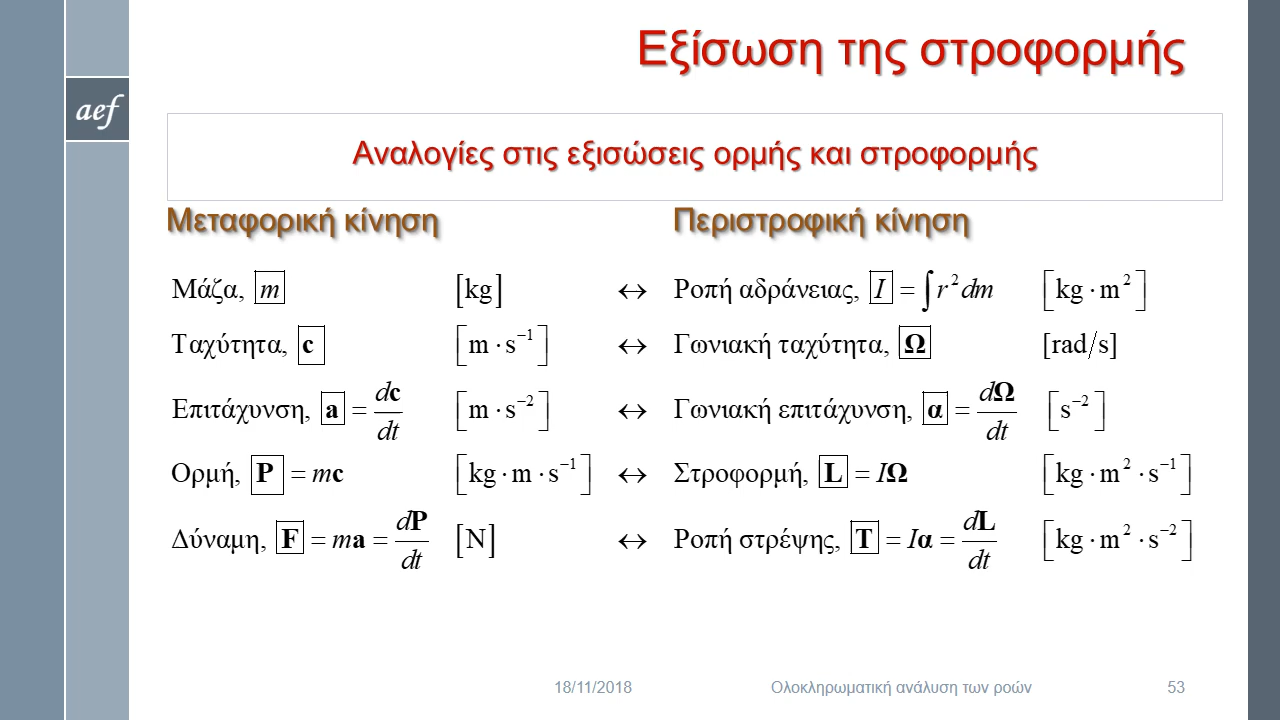 Εξίσωση της στροφορμής
aef
Αναλογίες στις εξισώσεις ορμής και στροφορμής
Μεταφορική κίνηση Περιστροφική κίνηση
Μάζα, m [kg] ↔ Ροπή αδράνειας, I = ∫ r² dm [kg · m²]
Ταχύτητα, c [m · s⁻¹] ↔ Γωνιακή ταχύτητα, Ω [rad/s]
Επιτάχυνση, a = dc/dt [m · s⁻²] ↔ Γωνιακή επιτάχυνση, α = dΩ/dt [s⁻²]
Ορμή, P = mc [kg · m · s⁻¹] ↔ Στροφορμή, L = IΩ [kg · m² · s⁻¹]
Δύναμη, F = ma = dP/dt [N] ↔ Ροπή στρέψης, T = Iα = dL/dt [kg · m² · s⁻²]
18/11/2018 Ολοκληρωματική ανάλυση των ροών 53